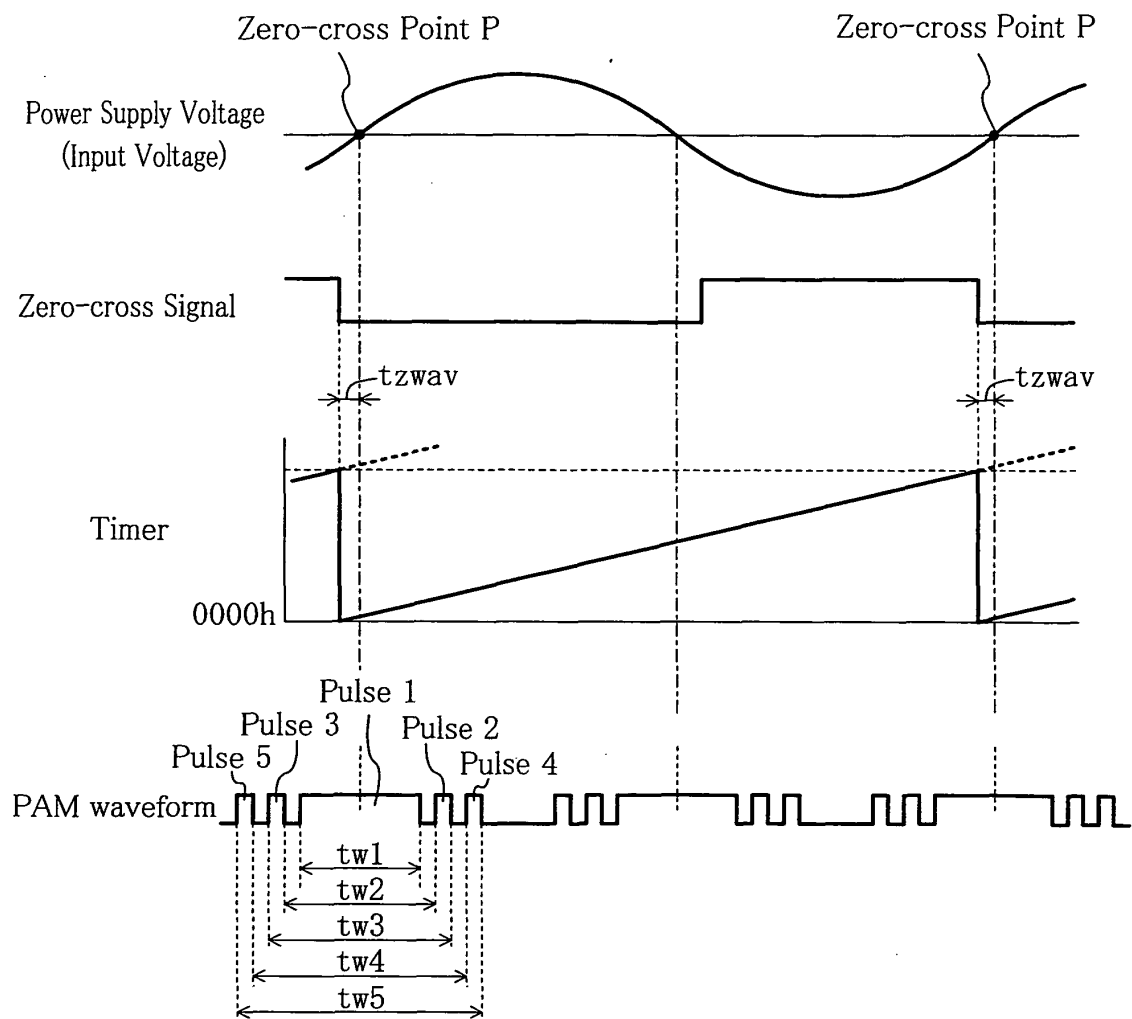 Zero-cross Point P
Zero-cross Point P
Power Supply Voltage
(Input Voltage)
Zero-cross Signal
tzwav
tzwav
Timer
0000h
Pulse 1
Pulse 3
Pulse 2
Pulse 5
Pulse 4
PAM waveform
tw1
tw2
tw3
tw4
tw5